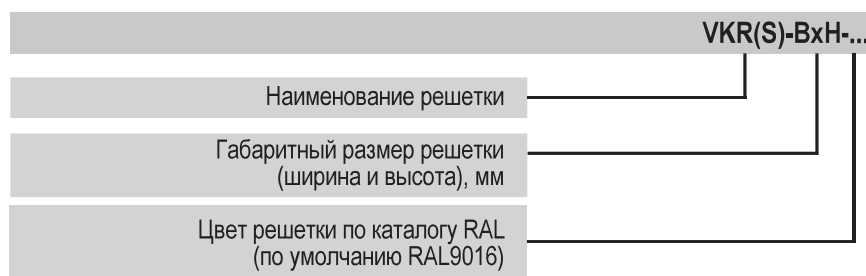 VKR(S)-BxH-...
Наименование решетки
Габаритный размер решетки
(ширина и высота), мм
Цвет решетки по каталогу RAL
(по умолчанию RAL9016)